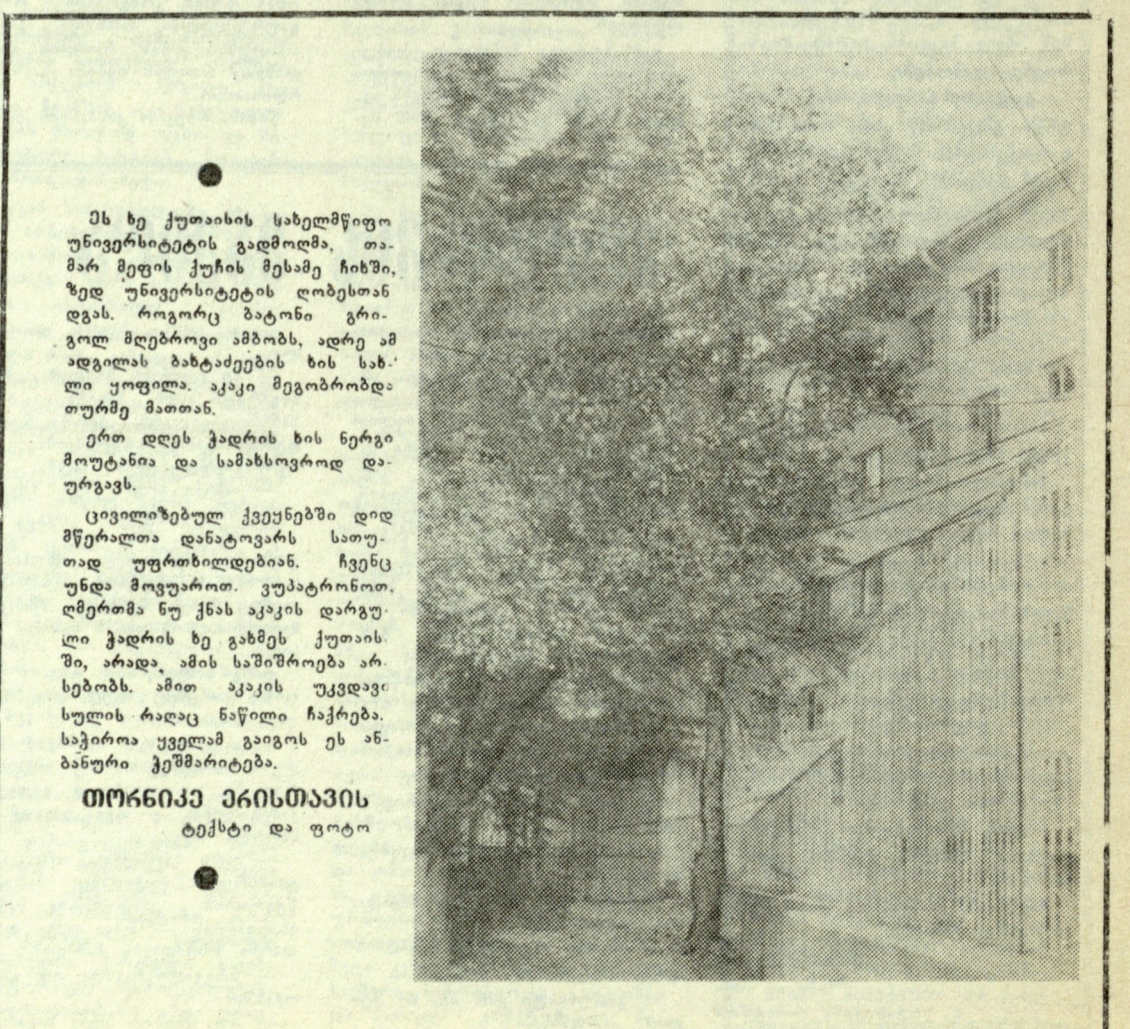 ეს ხე ქუთაისის სახელმწიფო
უნივერსიტეტის გადმოღმა, თა-
მარ მეფის ქუჩის მესამე ჩიხში,
ზედ უნივერსიტეტის ღობესთან
დგას. როგორც ბატონი გრი-
გოლ მღებროვი ამბობს, ადრე ამ
ადგილას ბახტაძეების ხის სახ-
ლი ყოფილა. აკაკი მეგობრობდა
თურმე მათთან.
ერთ დღეს ჭადრის ხის ნერგი
მოუტანია და სამახსოვროდ და-
ურგავს.
ცივილიზებულ ქვეყნებში დიდ
მწერალთა დანატოვარს სათუ-
თად უფრთხილდებიან. ჩვენც
უნდა მოვუაროთ. ვუპატრონოთ,
ღმერთმა ნუ ქნას აკაკის დარგუ-
ლი ჭადრის ხე გახმეს ქუთაის-
ში, არადა, ამის საშიშროება არ-
სებობს. ამით აკაკის უკვდავი
სულის რაღაც ნაწილი ჩაქრება.
საჭიროა ყველამ გაიგოს ეს ან-
ბანური ჭეშმარიტება.
თორნიკე ერისთავის
ტექსტი და ფოტო